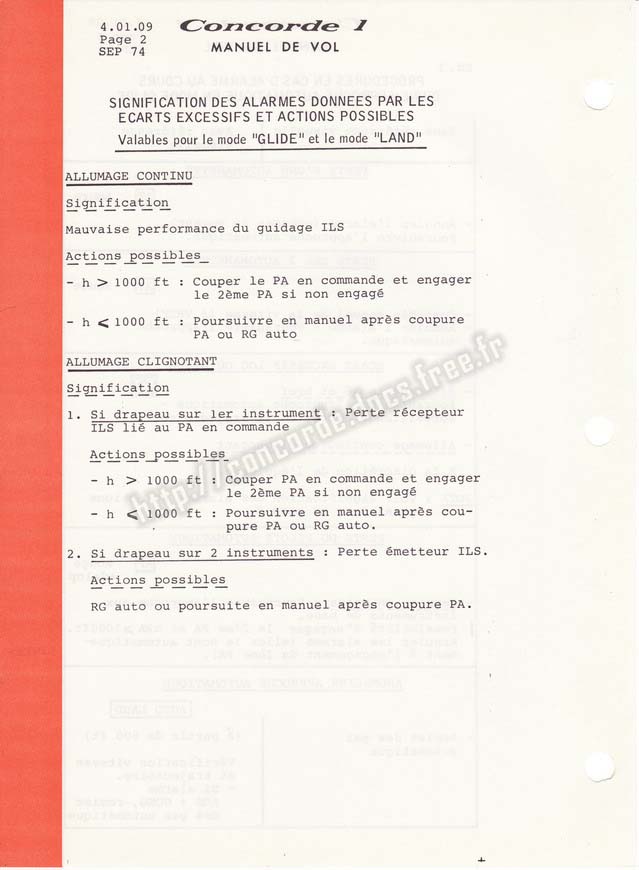 4.01.09
Page 2
SEP 74
Concorde 1
MANUEL DE VOL
SIGNIFICATION DES ALARMES DONNEES PAR LES
ECARTS EXCESSIFS ET ACTIONS POSSIBLES
Valables pour le mode "GLIDE" et le mode "LAND"
ALLUMAGE CONTINU
Signification
Mauvaise performance du guidage ILS
Actions possibles
- h > 1000 ft : Couper le PA en commande et engager
le 2ème PA si non engagé
- h ⩽ 1000 ft : Poursuivre en manuel après coupure
PA ou RG auto
ALLUMAGE CLIGNOTANT
Signification
1. Si drapeau sur 1er instrument : Perte récepteur
ILS lié au PA en commande
Actions possibles
- h > 1000 ft : Couper PA en commande et engager
le 2ème PA si non engagé
- h ⩽ 1000 ft : Poursuivre en manuel après cou-
pure PA ou RG auto.
2. Si drapeau sur 2 instruments : Perte émetteur ILS.
Actions possibles
RG auto ou poursuite en manuel après coupure PA.
http://concorde.docs.free.fr